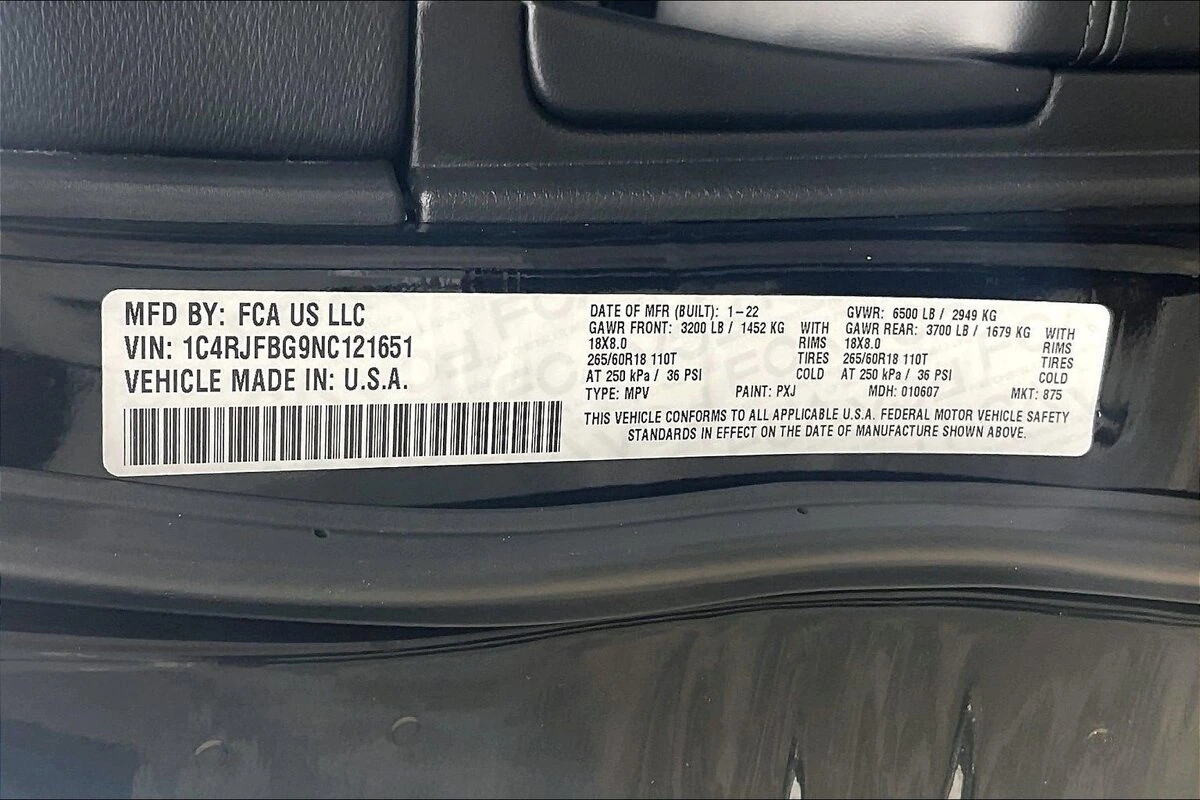 MFD BY: FCA US LLC
VIN: 1C4RJFBG9NC121651
VEHICLE MADE IN: U.S.A.
DATE OF MFR (BUILT): 1-22 GVWR: 6500 LB / 2949 KG
GAWR FRONT: 3200 LB / 1452 KG WITH GAWR REAR: 3700 LB / 1679 KG WITH
18X8.0 RIMS 18X8.0 RIMS
265/60R18 110T TIRES 265/60R18 110T TIRES
AT 250 kPa / 36 PSI COLD AT 250 kPa / 36 PSI COLD
TYPE: MPV PAINT: PXJ MDH: 010607 MKT: 875
THIS VEHICLE CONFORMS TO ALL APPLICABLE U.S.A. FEDERAL MOTOR VEHICLE SAFETY
STANDARDS IN EFFECT ON THE DATE OF MANUFACTURE SHOWN ABOVE.